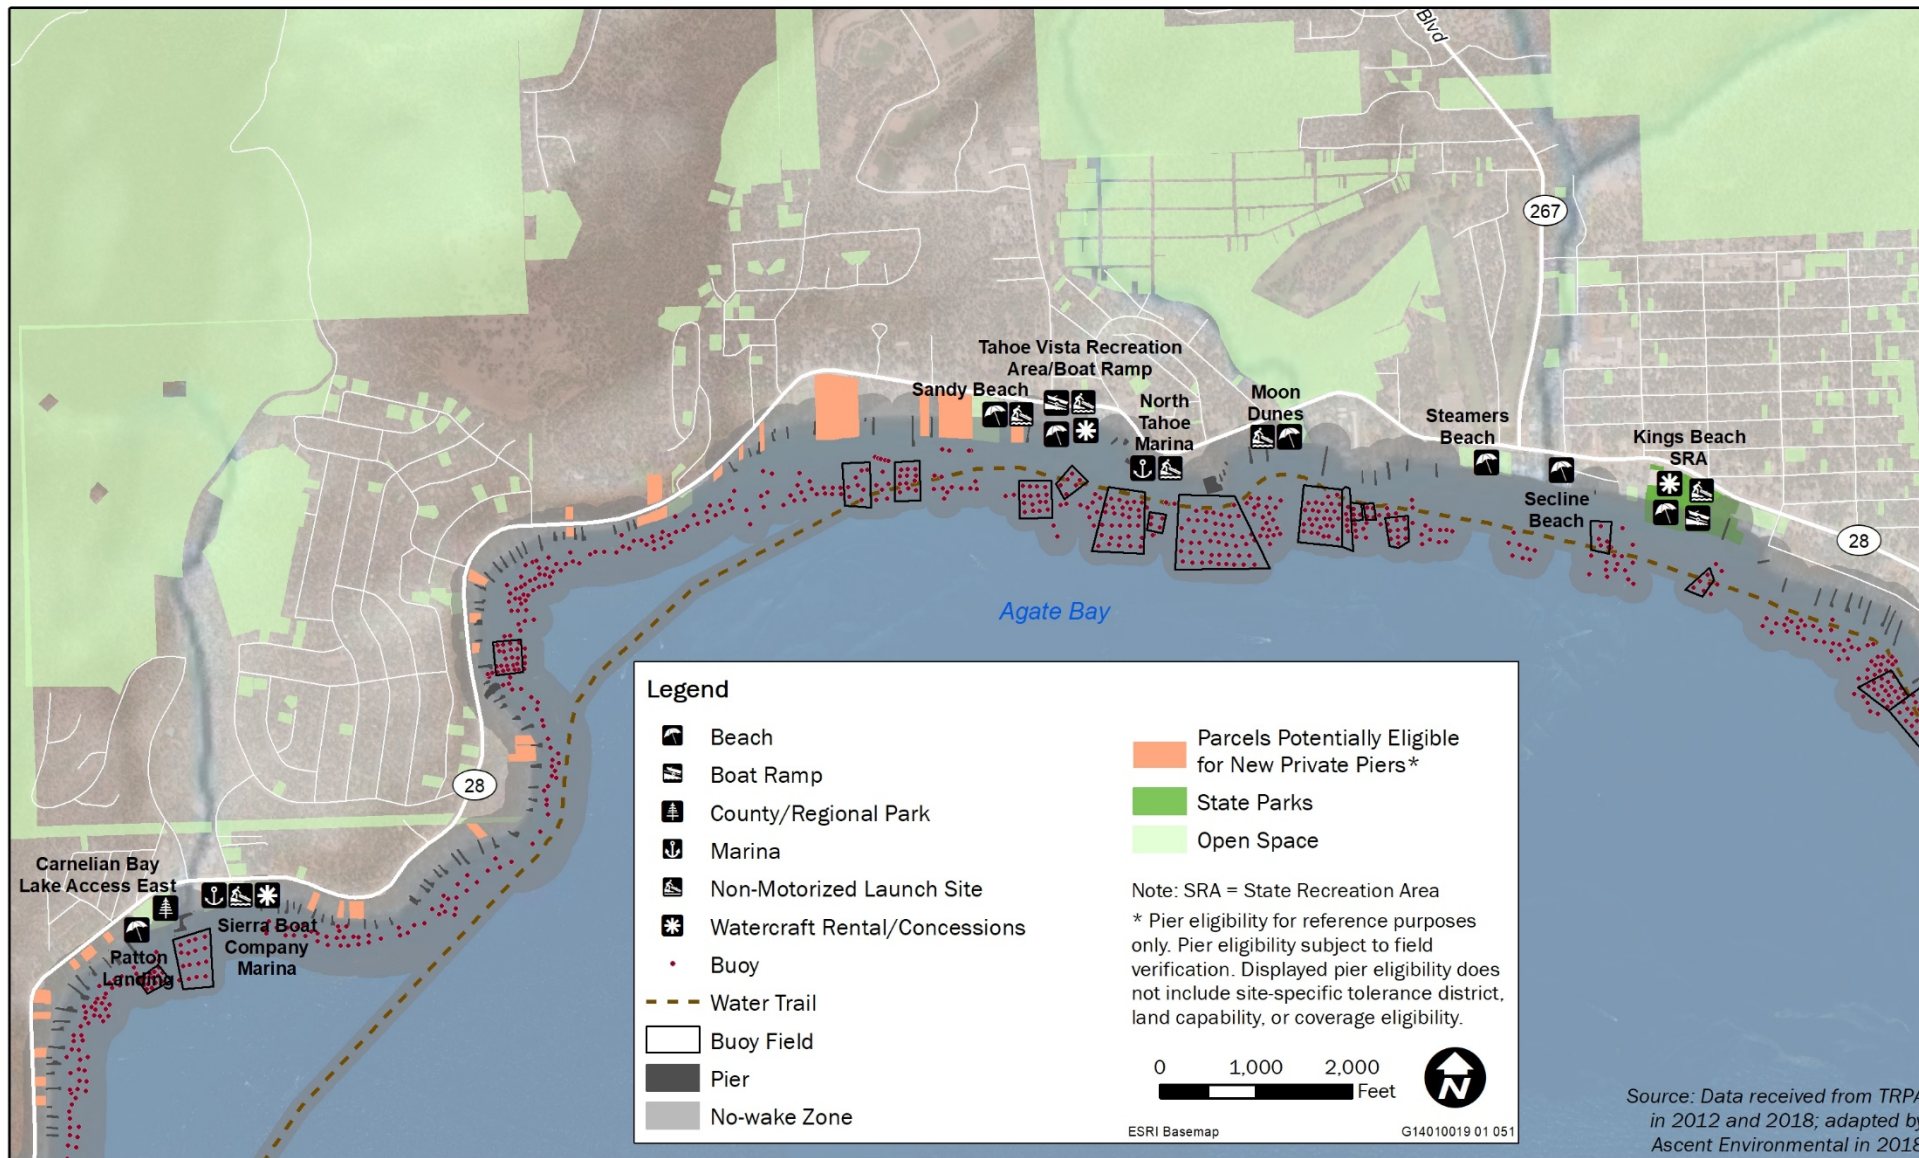 Blvd
267
Tahoe Vista Recreation
Area/Boat Ramp
Sandy Beach
North
Tahoe
Marina
Moon
Dunes
Steamers
Beach
Kings Beach
SRA
Secline
Beach
28
Agate Bay
28
Carnelian Bay
Lake Access East
Patton
Landing
Sierra Boat
Company
Marina
Legend
Beach
Boat Ramp
County/Regional Park
Marina
Non-Motorized Launch Site
Watercraft Rental/Concessions
Buoy
Water Trail
Buoy Field
Pier
No-wake Zone
Parcels Potentially Eligible
for New Private Piers*
State Parks
Open Space
Note: SRA = State Recreation Area
* Pier eligibility for reference purposes
only. Pier eligibility subject to field
verification. Displayed pier eligibility does
not include site-specific tolerance district,
land capability, or coverage eligibility.
0 1,000 2,000
Feet
N
ESRI Basemap
G14010019 01 051
Source: Data received from TRPA
in 2012 and 2018; adapted by
Ascent Environmental in 2018